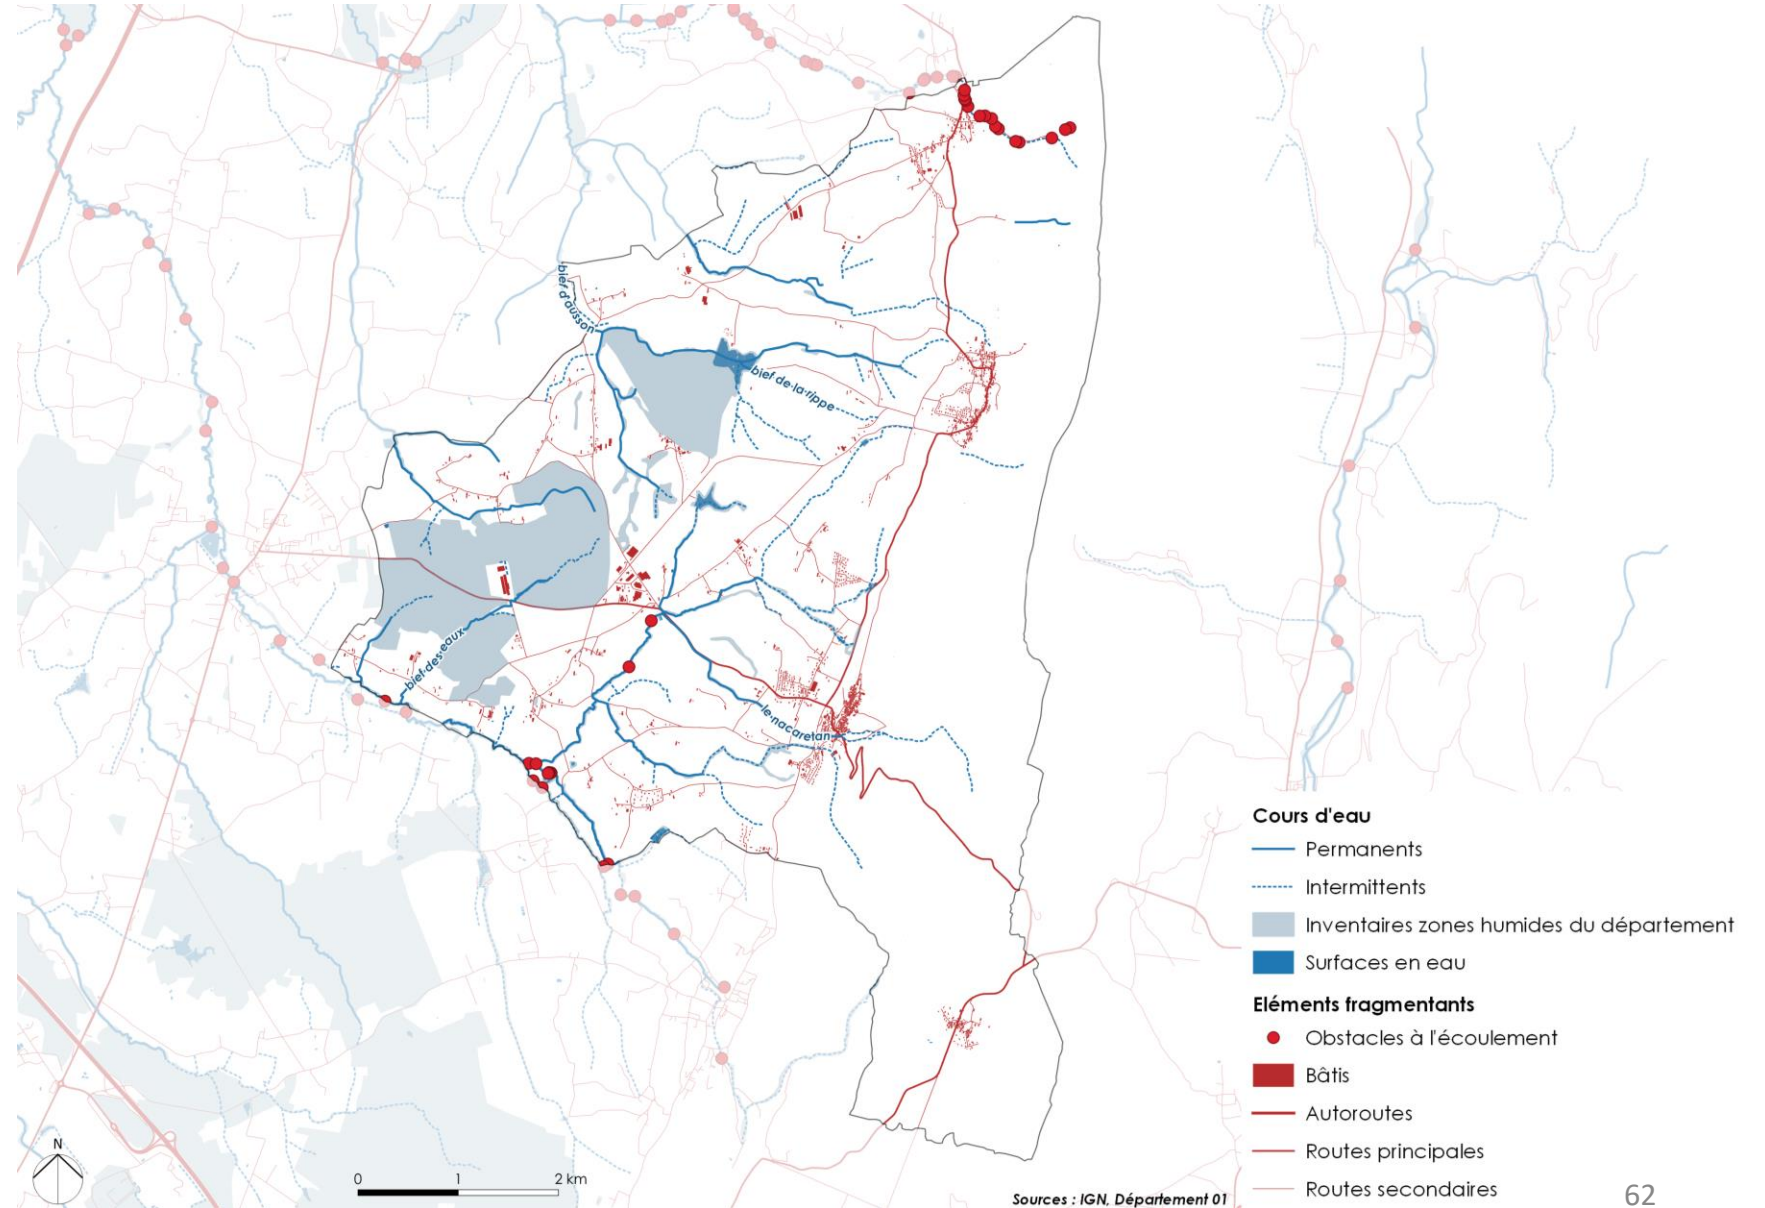 bief d'ausson
bief de la rippe
bief des eaux
le nacaretan
Cours d'eau
Permanents
Intermittents
Inventaires zones humides du département
Surfaces en eau
Eléments fragmentants
Obstacles à l'écoulement
Bâtis
Autoroutes
Routes principales
Routes secondaires
N
0 1 2 km
Sources : IGN, Département 01
62